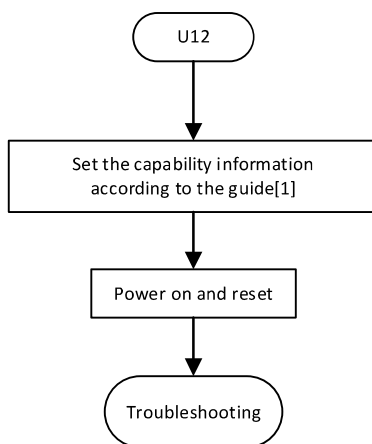 U12
Set the capability information
according to the guide[1]
Power on and reset
Troubleshooting